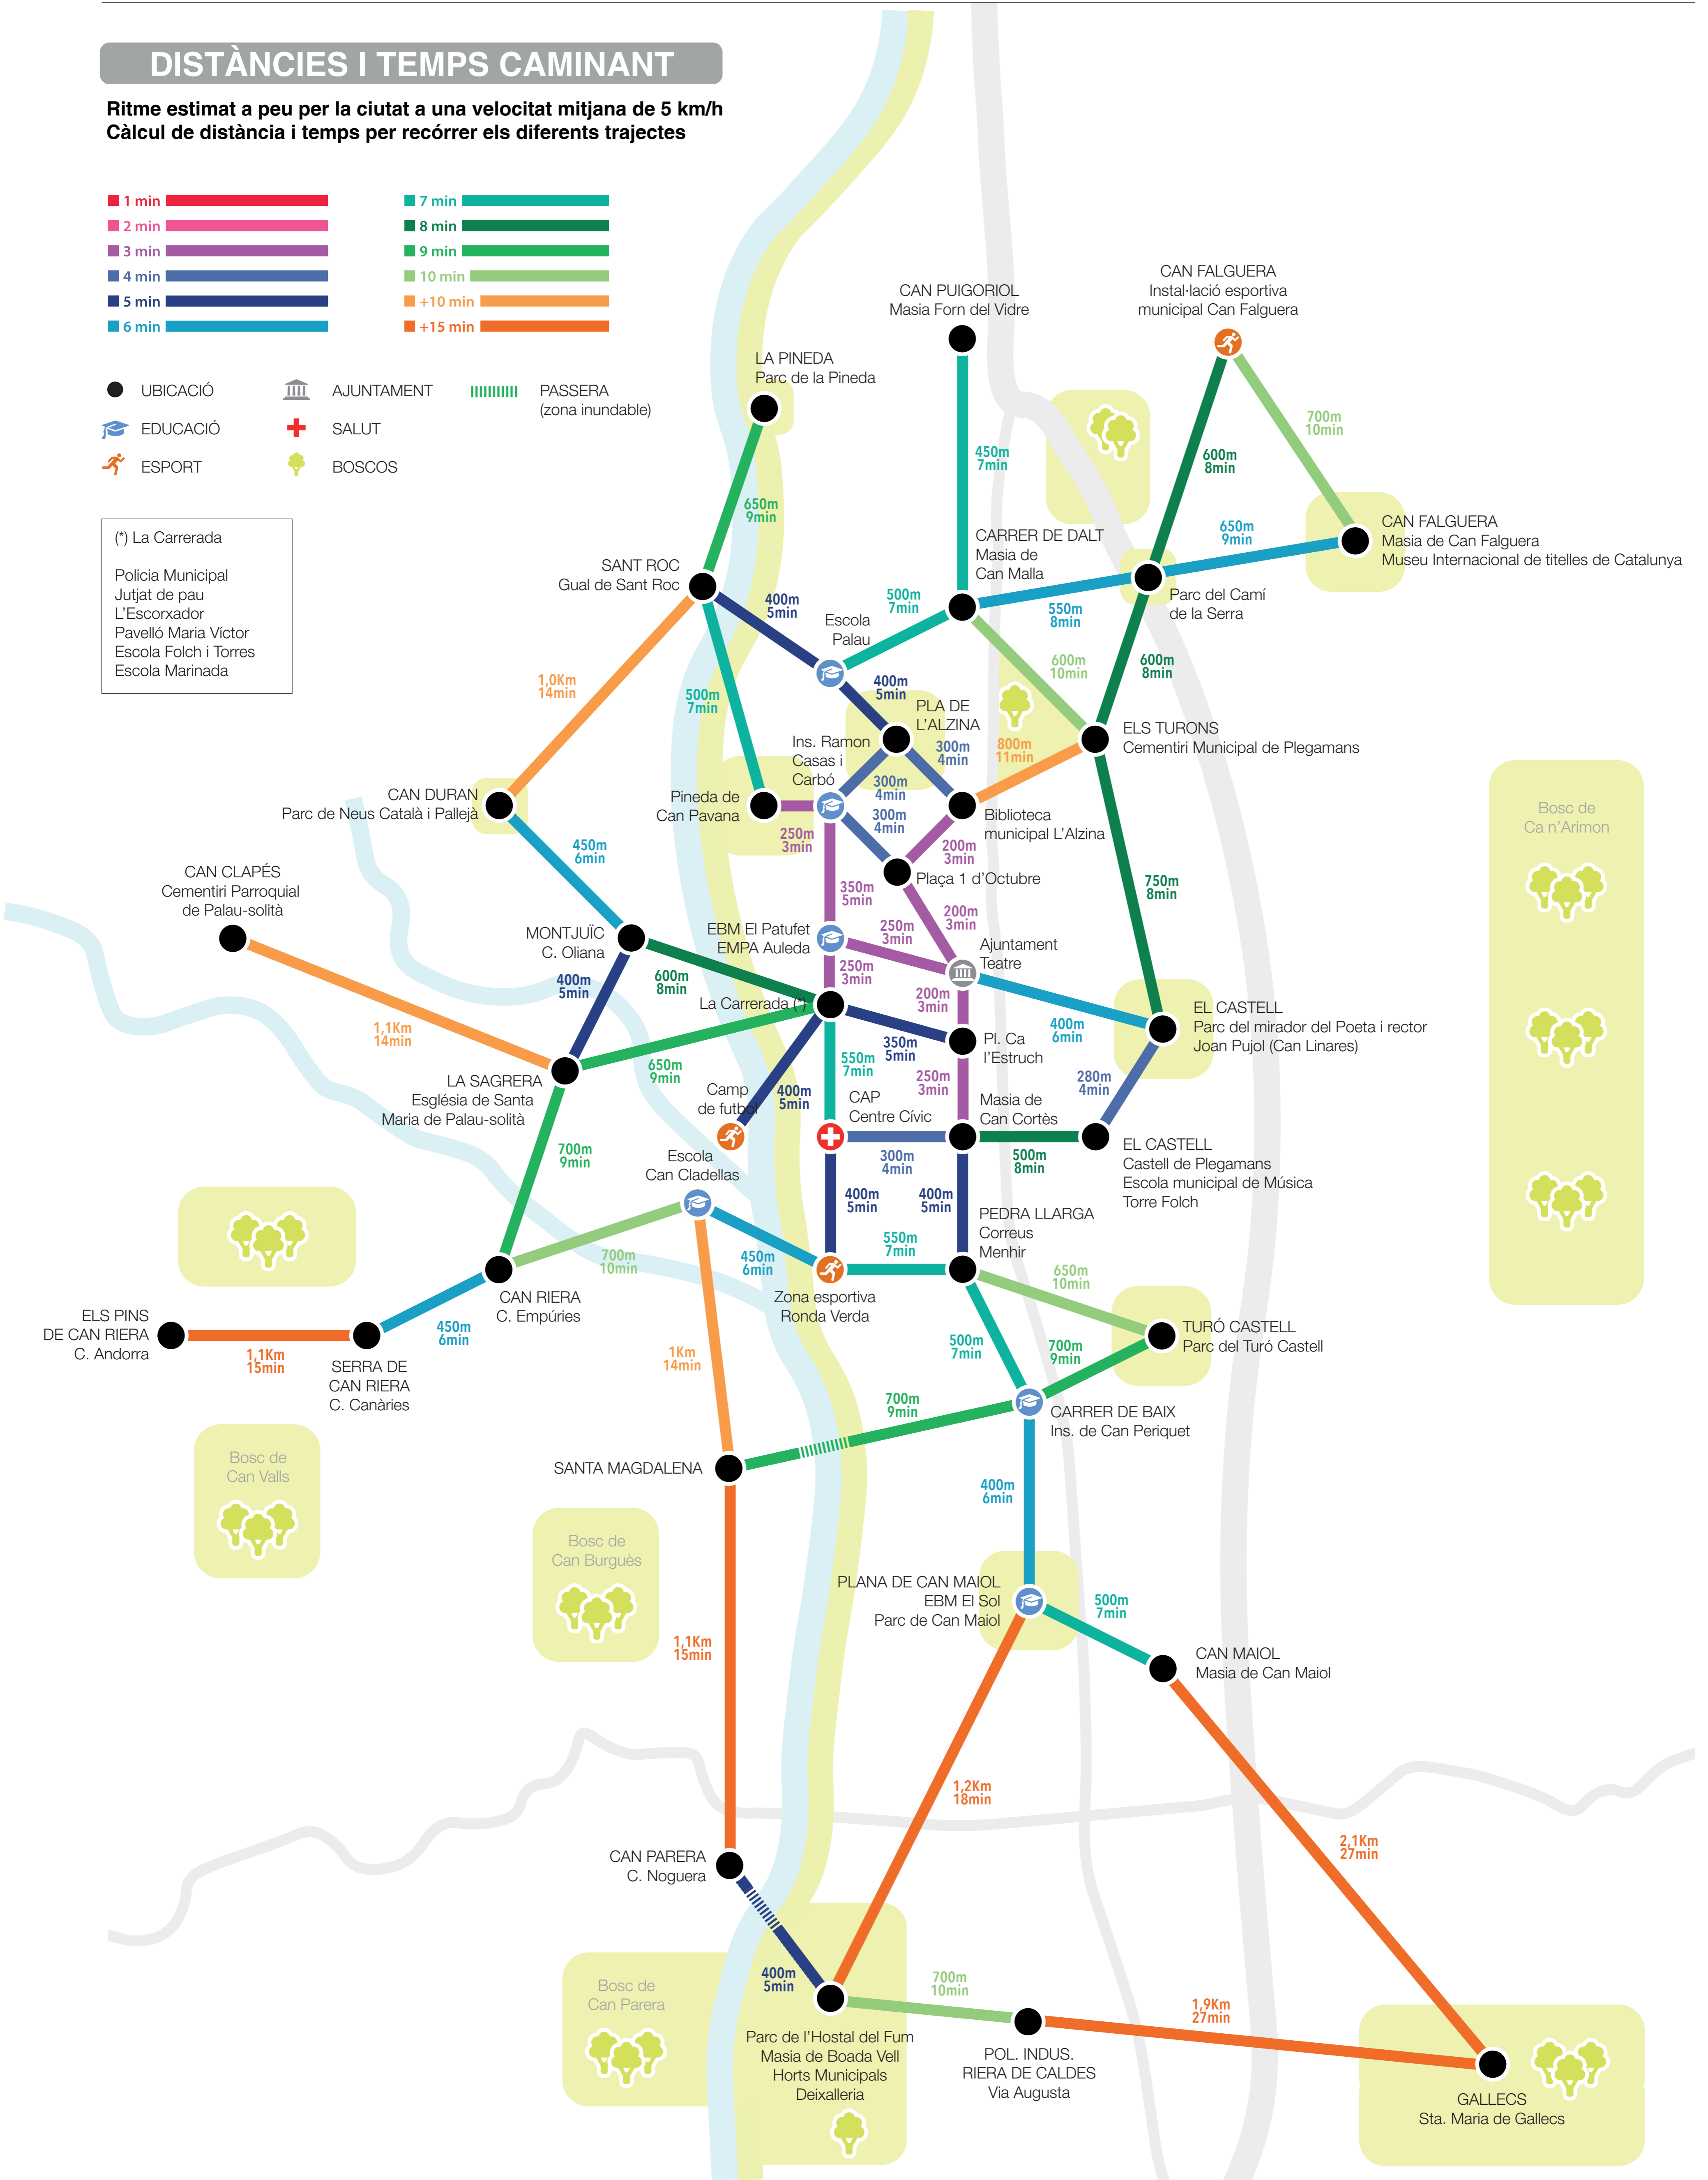 DISTÀNCIES I TEMPS CAMINANT
Ritme estimat a peu per la ciutat a una velocitat mitjana de 5 km/h
Càlcul de distància i temps per recórrer els diferents trajectes
1 min
2 min
3 min
4 min
5 min
6 min
7 min
8 min
9 min
10 min
+10 min
+15 min
UBICACIÓ
EDUCACIÓ
ESPORT
AJUNTAMENT
SALUT
BOSCOS
PASSERA
(zona inundable)
(*) La Carrerada
Policia Municipal
Jutjat de pau
L'Escorxador
Pavelló Maria Víctor
Escola Folch i Torres
Escola Marinada
CAN FALGUERA
Instal·lació esportiva
municipal Can Falguera
CAN PUIGORIOL
Masia Forn del Vidre
LA PINEDA
Parc de la Pineda
700m
10min
450m
7min
600m
8min
650m
9min
650m
9min
CAN FALGUERA
Masia de Can Falguera
Museu Internacional de titelles de Catalunya
CARRER DE DALT
Masia de
Can Malla
SANT ROC
Gual de Sant Roc
400m
5min
500m
7min
550m
8min
Parc del Camí
de la Serra
Escola
Palau
600m
10min
600m
8min
1,0Km
14min
500m
7min
400m
5min
PLA DE
L'ALZINA
ELS TURONS
Cementiri Municipal de Plegamans
Ins. Ramon
Casas i
Carbó
300m
4min
800m
11min
300m
4min
CAN DURAN
Parc de Neus Català i Pallejà
Pineda de
Can Pavana
300m
4min
Biblioteca
municipal L'Alzina
Bosc de
Ca n'Arimon
250m
3min
450m
6min
200m
3min
CAN CLAPÉS
Cementiri Parroquial
de Palau-solità
Plaça 1 d'Octubre
350m
5min
750m
8min
200m
3min
MONTJUÏC
C. Oliana
EBM El Patufet
EMPA Auleda
250m
3min
Ajuntament
Teatre
400m
5min
600m
8min
250m
3min
La Carrerada (*)
200m
3min
EL CASTELL
Parc del mirador del Poeta i rector
Joan Pujol (Can Linares)
1,1Km
14min
400m
6min
350m
5min
Pl. Ca
l'Estruch
550m
7min
650m
9min
LA SAGRERA
Església de Santa
Maria de Palau-solità
Camp
de futbol
400m
5min
250m
3min
280m
4min
CAP
Centre Cívic
Masia de
Can Cortès
700m
9min
Escola
Can Cladellas
300m
4min
500m
8min
EL CASTELL
Castell de Plegamans
Escola municipal de Música
Torre Folch
400m
5min
400m
5min
PEDRA LLARGA
Correus
Menhir
700m
10min
450m
6min
550m
7min
650m
10min
CAN RIERA
C. Empúries
Zona esportiva
Ronda Verda
ELS PINS
DE CAN RIERA
C. Andorra
450m
6min
1,1Km
15min
SERRA DE
CAN RIERA
C. Canàries
1Km
14min
500m
7min
700m
9min
TURÓ CASTELL
Parc del Turó Castell
700m
9min
CARRER DE BAIX
Ins. de Can Periquet
Bosc de
Can Valls
SANTA MAGDALENA
400m
6min
Bosc de
Can Burguès
PLANA DE CAN MAIOL
EBM El Sol
Parc de Can Maiol
500m
7min
1,1Km
15min
CAN MAIOL
Masia de Can Maiol
1,2Km
18min
2,1Km
27min
CAN PARERA
C. Noguera
400m
5min
700m
10min
Bosc de
Can Parera
1,9Km
27min
Parc de l'Hostal del Fum
Masia de Boada Vell
Horts Municipals
Deixalleria
POL. INDUS.
RIERA DE CALDES
Via Augusta
GALLECS
Sta. Maria de Gallecs